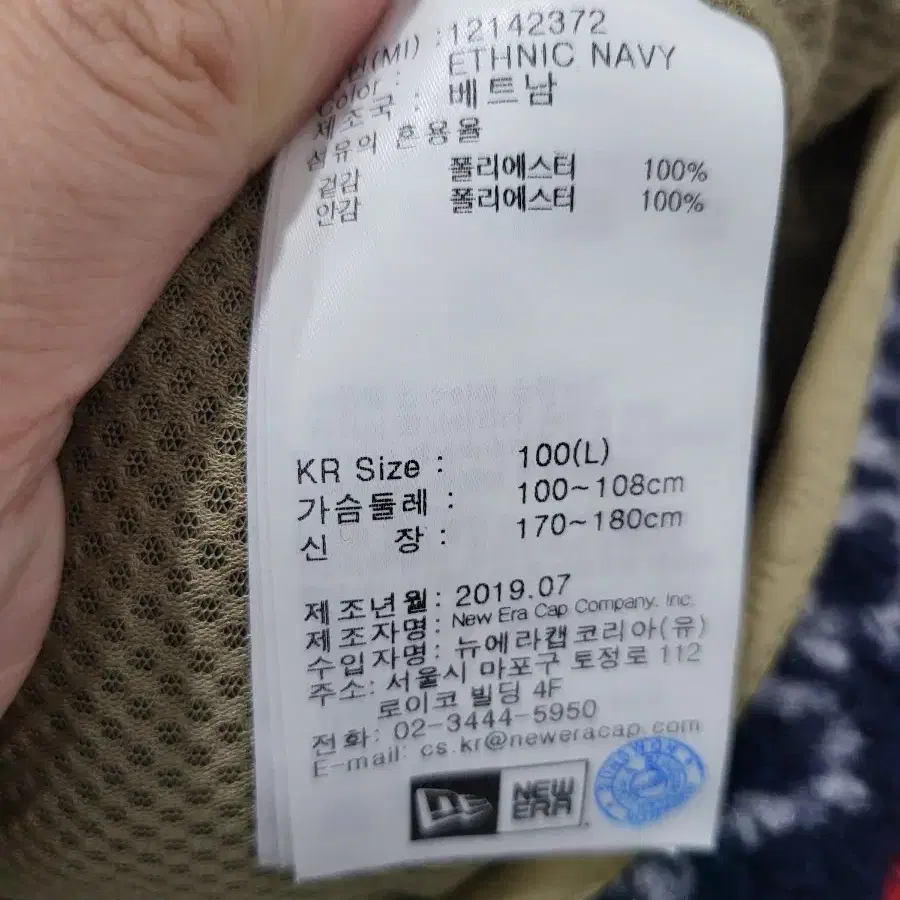 (MI) : 12142372
Color : ETHNIC NAVY
제조국 : 베트남
섬유의 혼용율
겉감 폴리에스터 100%
안감 폴리에스터 100%
KR Size : 100(L)
가슴둘레 : 100~108cm
신 장 : 170~180cm
제조년월: 2019.07
제조자명: New Era Cap Company. Inc.
수입자명: 뉴에라캡코리아(유)
주소: 서울시 마포구 토정로 112
로이코 빌딩 4F
전화: 02-3444-5950
E-mail: cs.kr@neweracap.com
NEW ERA